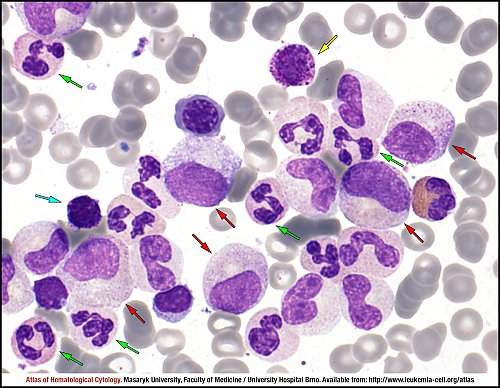 Atlas of Hematological Cytology. Masaryk University, Faculty of Medicine / University Hospital Brno. Available from: http://www.leukemia-cell.org/atlas